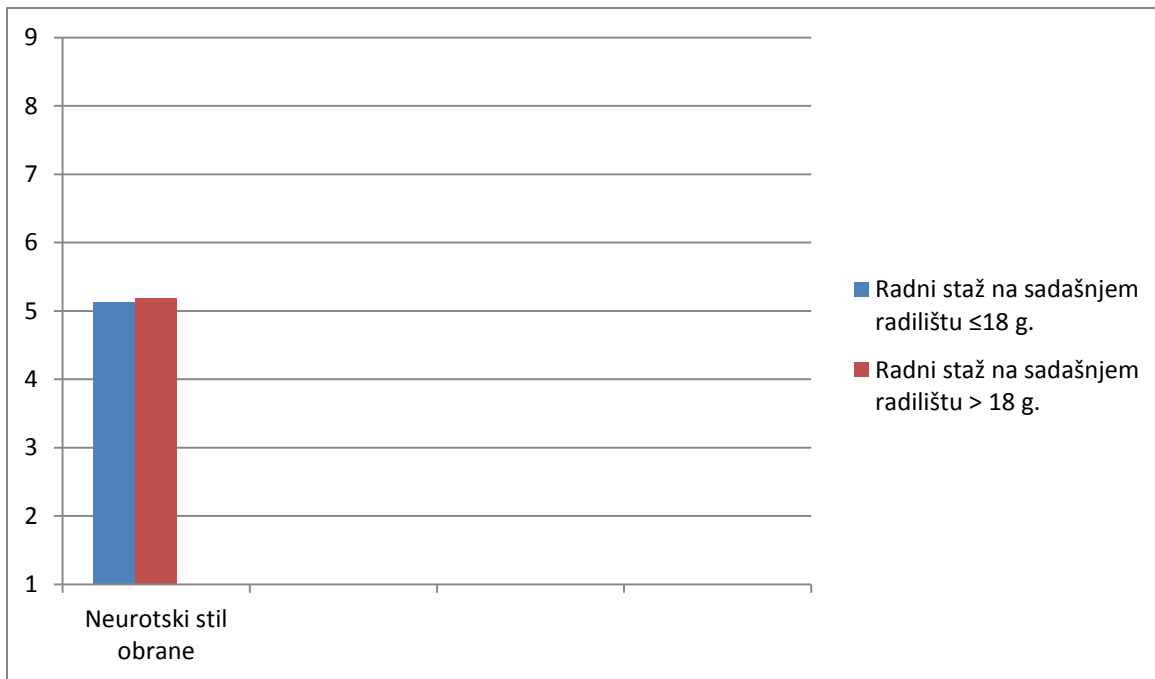 9
8
7
6
5
4
3
2
1
Neurotski stil
obrane
Radni staž na sadašnjem
radilištu ≤18 g.
Radni staž na sadašnjem
radilištu > 18 g.